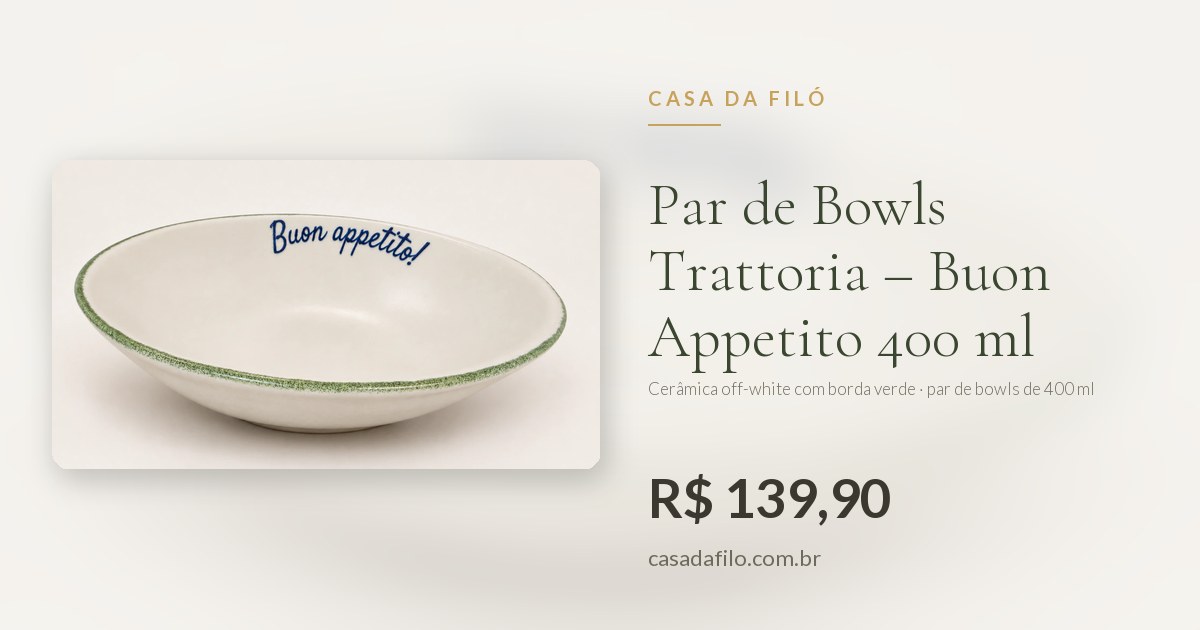 Buon appetito!
CASA DA FILÓ
Par de Bowls
Trattoria – Buon
Appetito 400 ml
Cerâmica off-white com borda verde · par de bowls de 400 ml
R$ 139,90
casadafilo.com.br